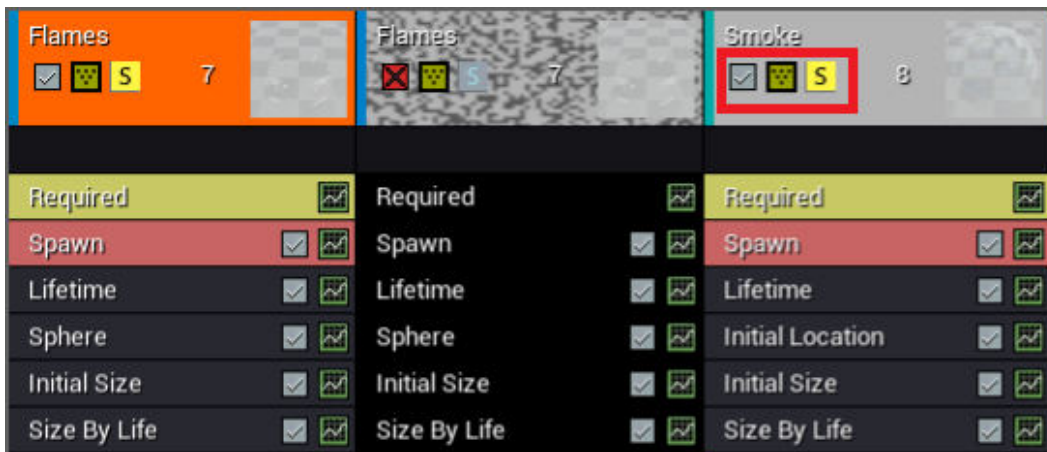 Flames
S 7
Flames
S 7
Smoke
S 8
Required
Spawn
Lifetime
Sphere
Initial Size
Size By Life
Required
Spawn
Lifetime
Sphere
Initial Size
Size By Life
Required
Spawn
Lifetime
Initial Location
Initial Size
Size By Life